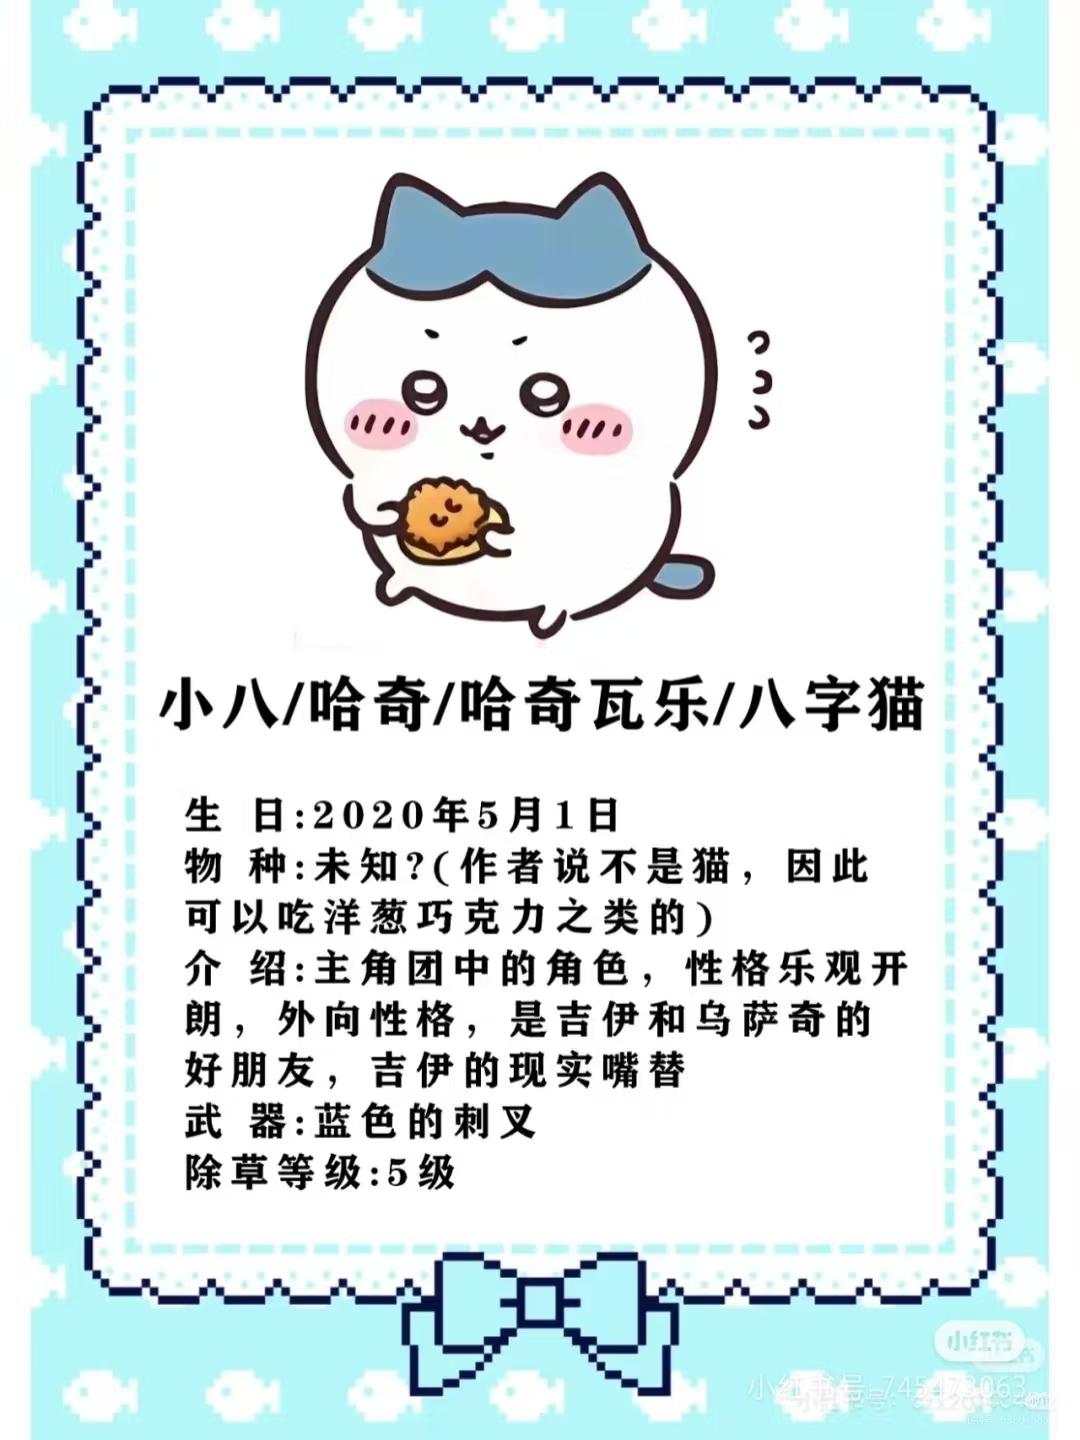 小八/哈奇/哈奇瓦乐/八字猫
生 日:2020年5月1日
物 种:未知?(作者说不是猫，因此
可以吃洋葱巧克力之类的)
介 绍:主角团中的角色，性格乐观开
朗，外向性格，是吉伊和乌萨奇的
好朋友，吉伊的现实嘴替
武 器:蓝色的刺叉
除草等级:5级
小红书
小红书号:745473063